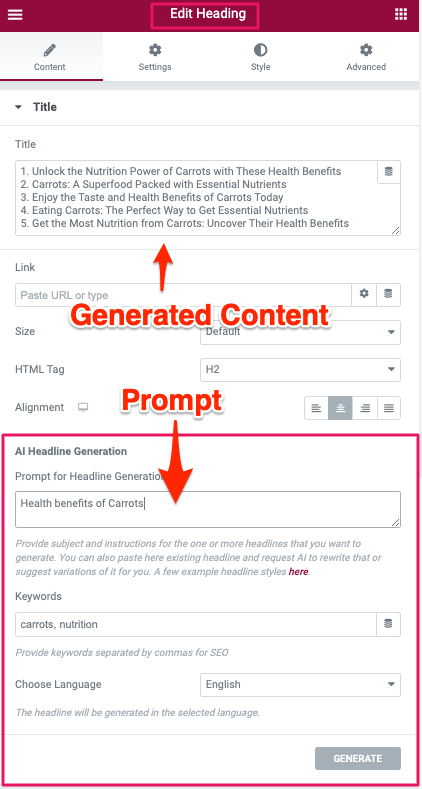 Edit Heading
Content
Settings
Style
Advanced
Title
Title
1. Unlock the Nutrition Power of Carrots with These Health Benefits
2. Carrots: A Superfood Packed with Essential Nutrients
3. Enjoy the Taste and Health Benefits of Carrots Today
4. Eating Carrots: The Perfect Way to Get Essential Nutrients
5. Get the Most Nutrition from Carrots: Uncover Their Health Benefits
Link
Paste URL or type
Generated Content
Size
Default
HTML Tag
H2
Prompt
Alignment
AI Headline Generation
Prompt for Headline Generation
Health benefits of Carrots
Provide subject and instructions for the one or more headlines that you want to
generate. You can also paste here existing headline and request AI to rewrite that or
suggest variations of it for you. A few example headline styles here.
Keywords
carrots, nutrition
Provide keywords separated by commas for SEO
Choose Language
English
The headline will be generated in the selected language.
GENERATE